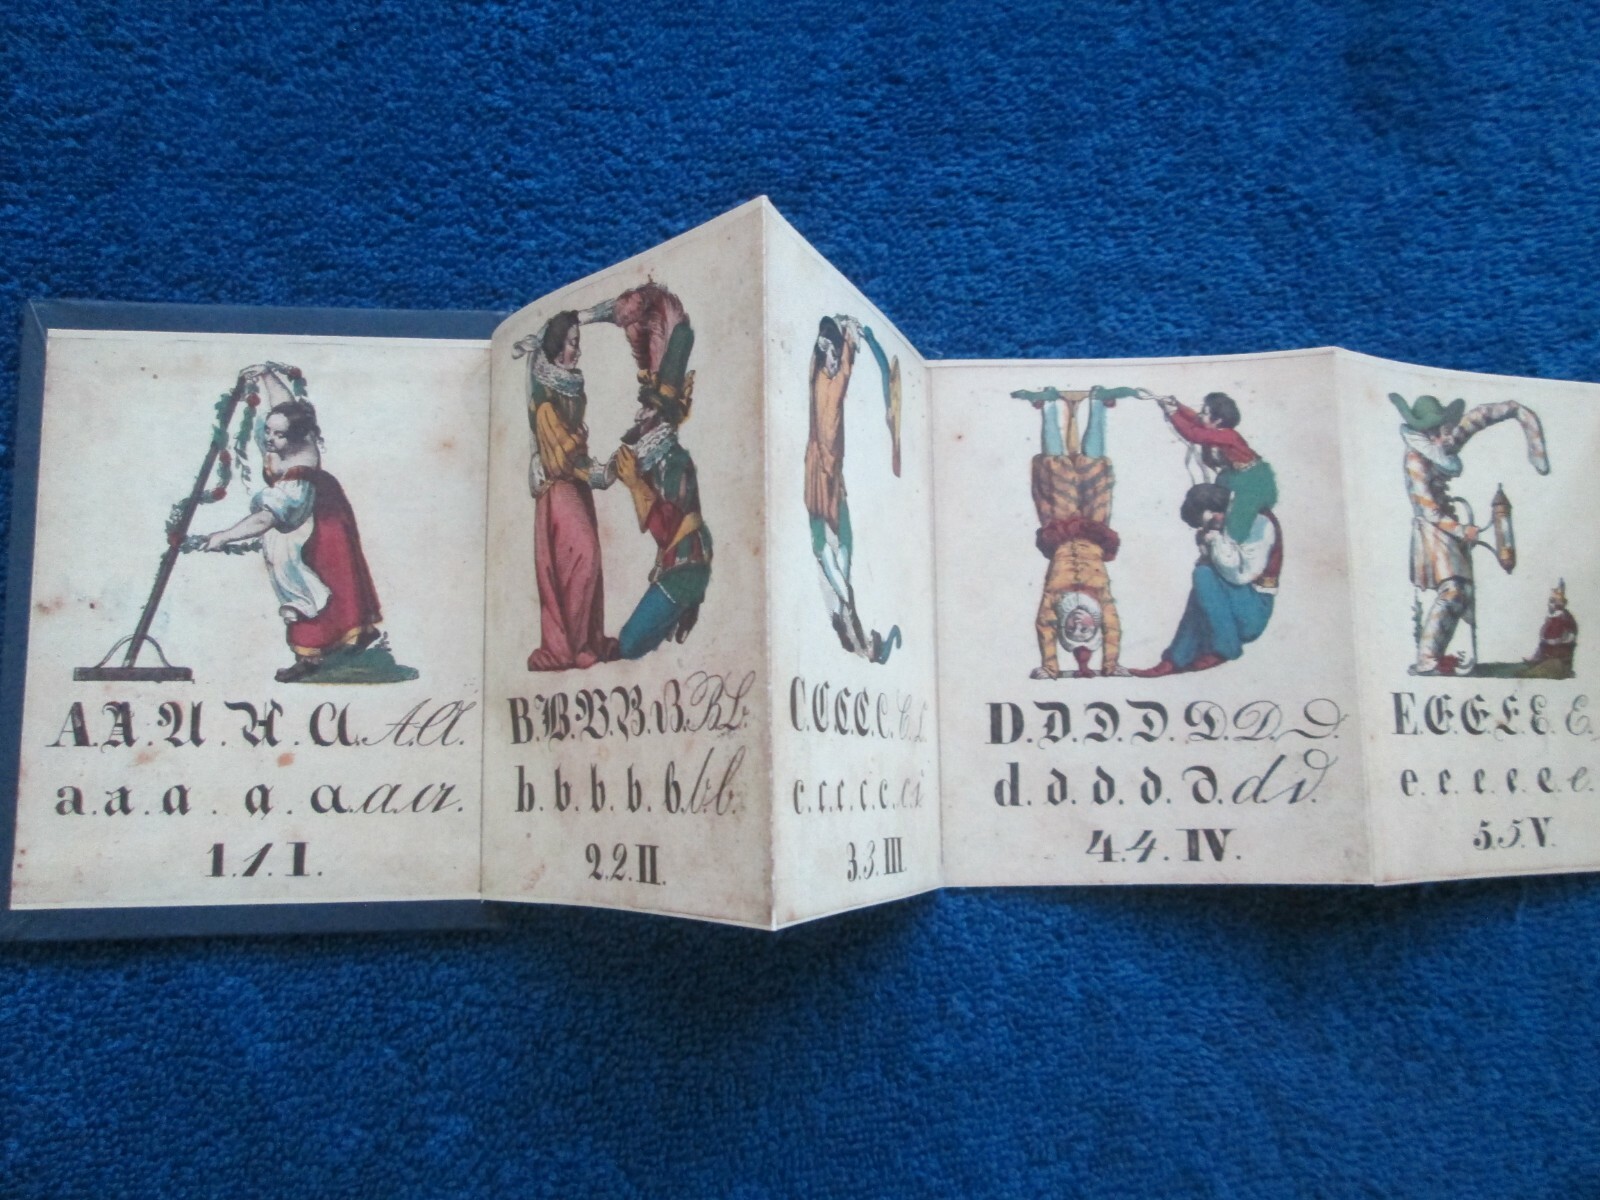 A.A.A.A.A.A.A.
a.a.a.a.a.a.a.
1.1.I.
B.B.B.B.B.B.B.
b.b.b.b.b.b.b.
2.2.II.
C.C.C.C.C.C.C.
c.c.c.c.c.c.c.
3.3.III.
D.D.D.D.D.D.D.
d.d.d.d.d.d.d.
4.4.IV.
E.E.E.E.E.E.
e.e.e.e.e.e.
5.5.V.